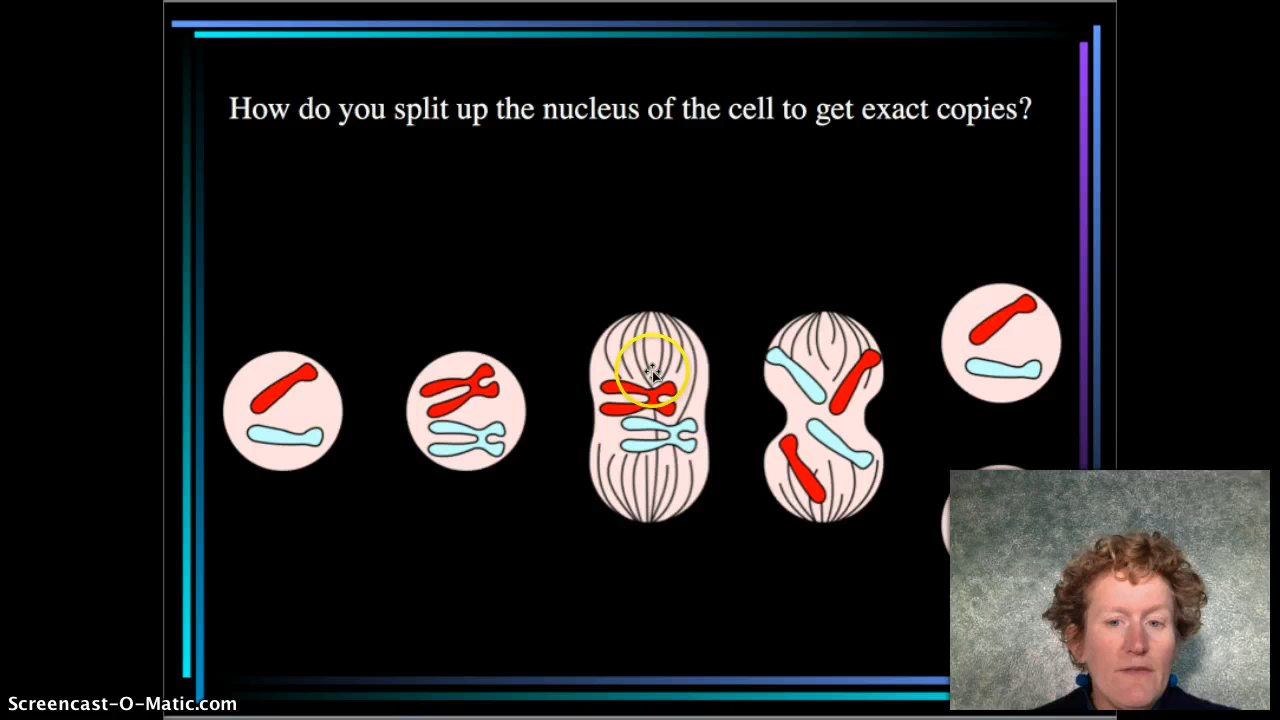 How do you split up the nucleus of the cell to get exact copies?
Screencast-O-Matic.com